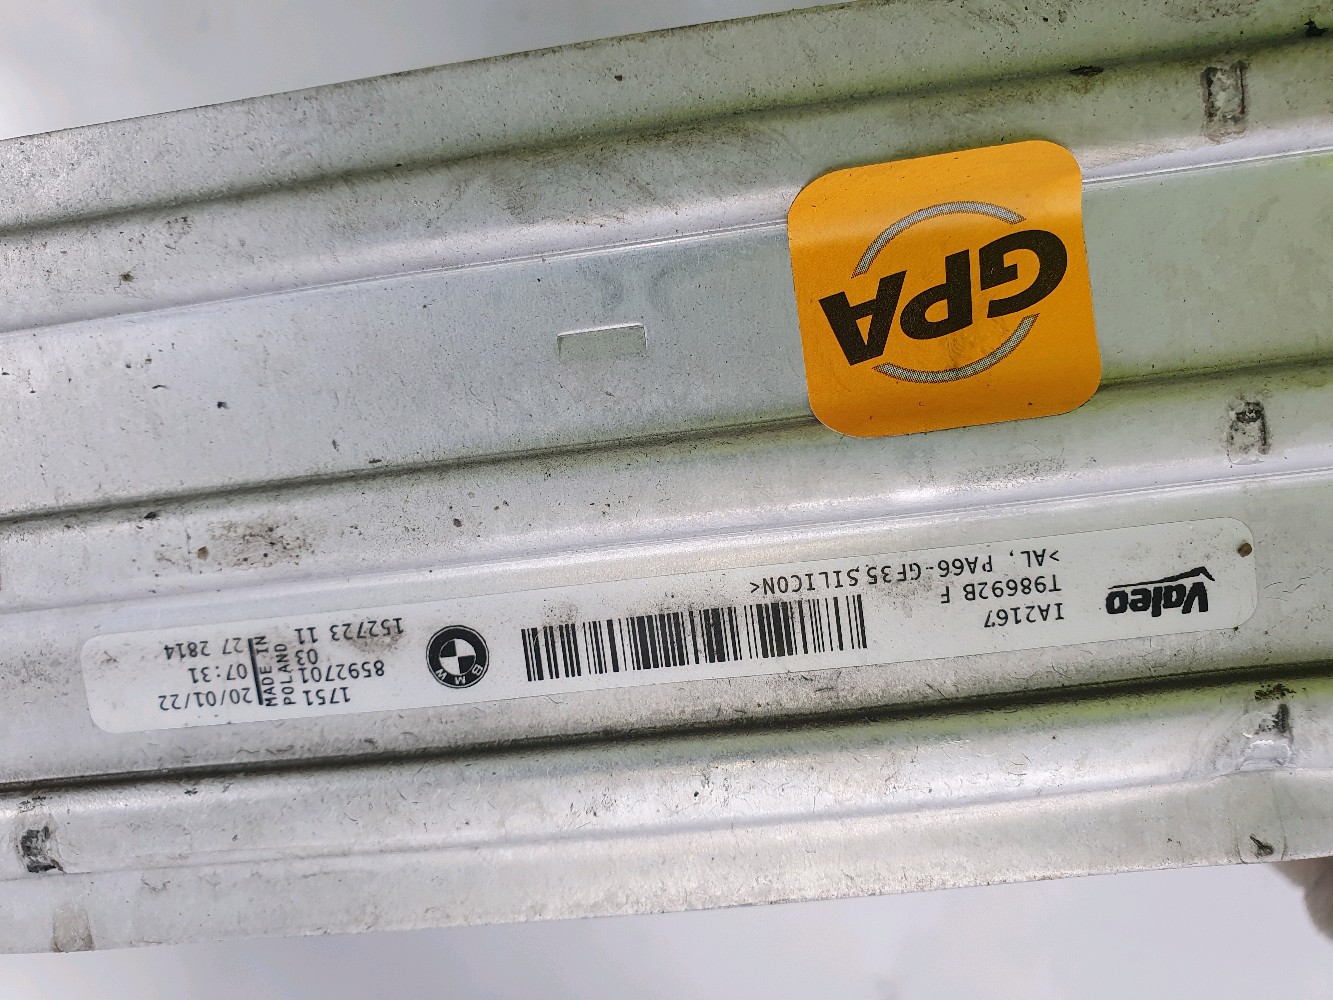 GPA
Valeo
IA2167
T98692B F
>AL, PA66-GF35,SILICON<
BMW
1751
8592701 03
152723 11
MADE IN
POLAND
20/01/22
07:31
27 2814